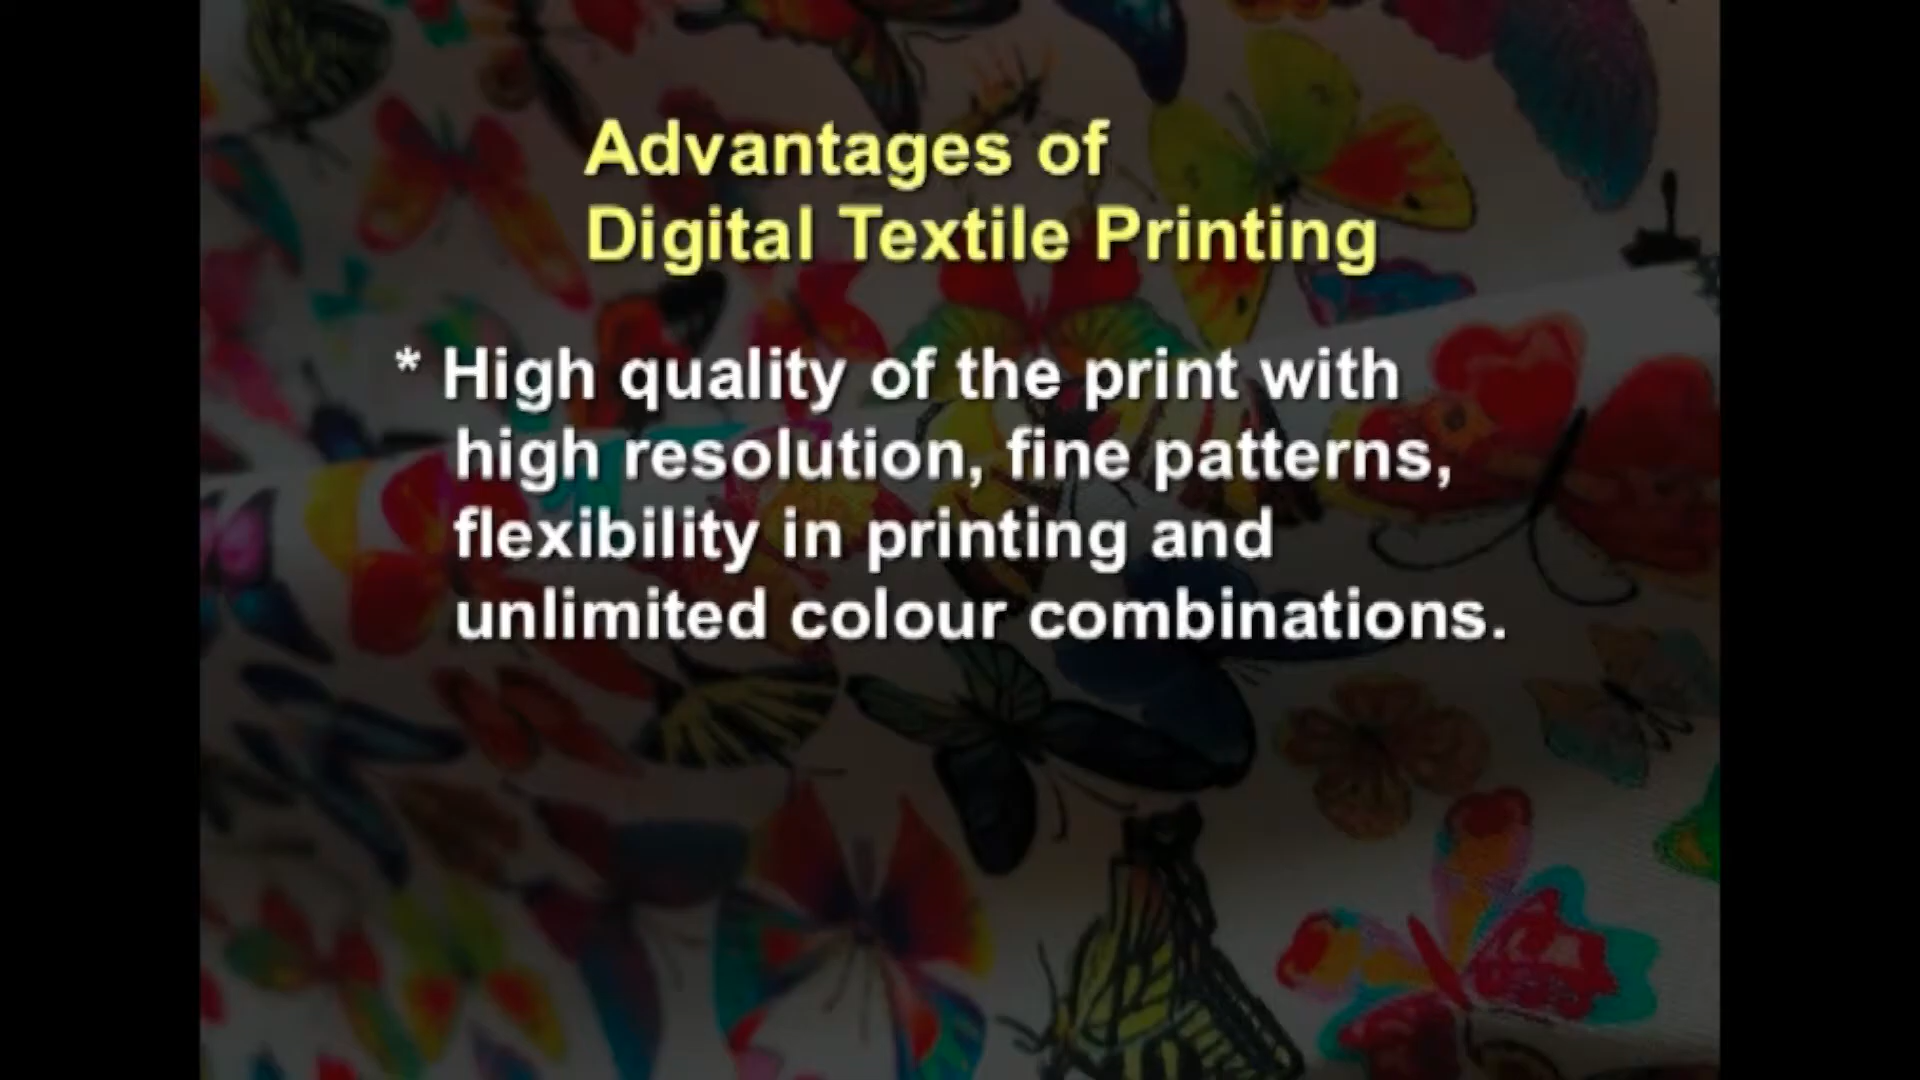 Advantages of
Digital Textile Printing
* High quality of the print with
high resolution, fine patterns,
flexibility in printing and
unlimited colour combinations.